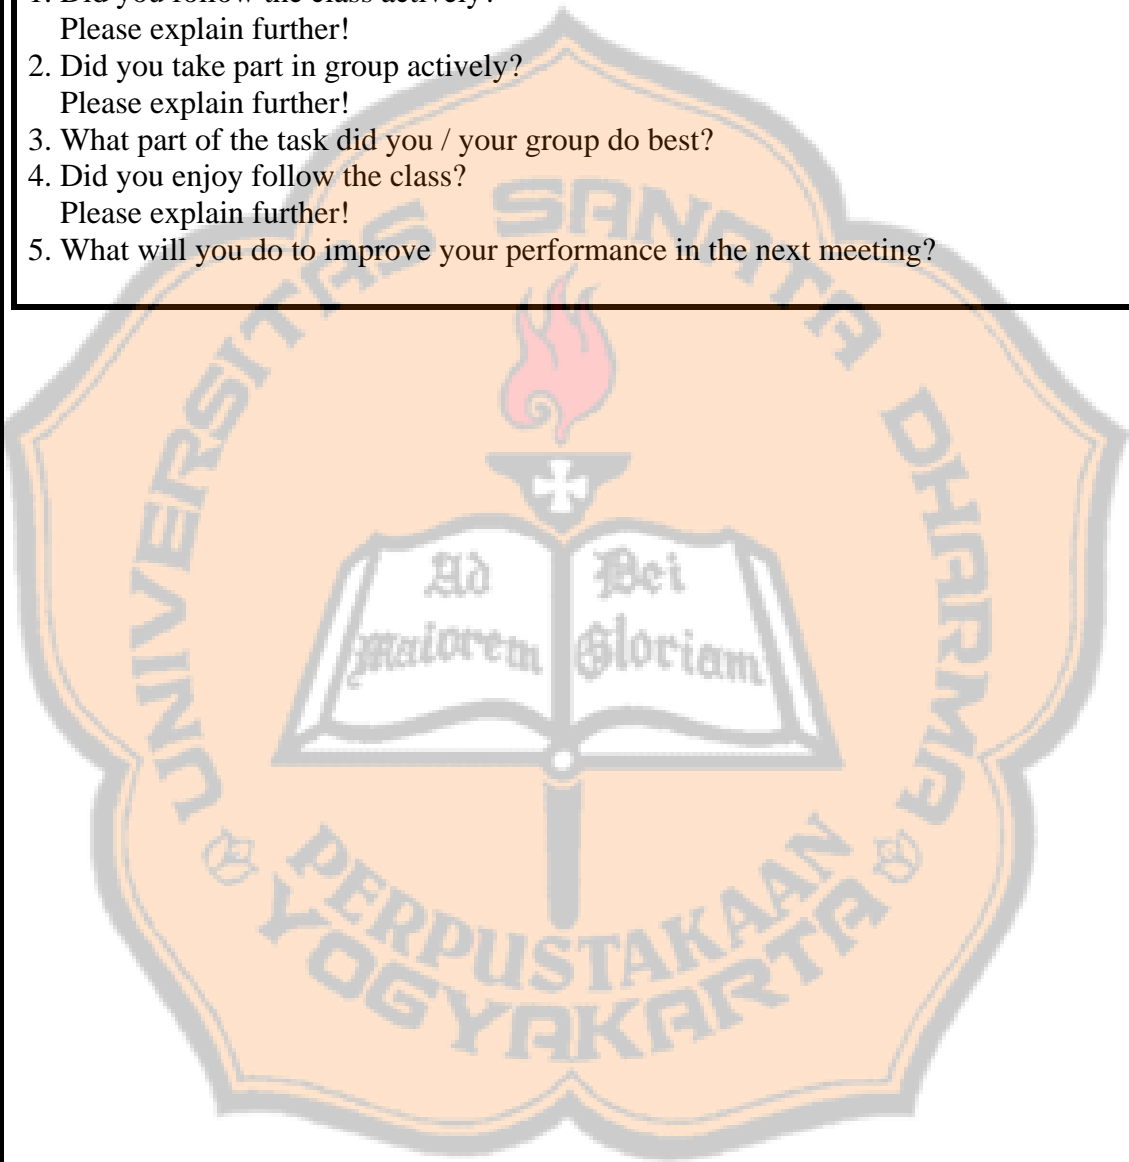 1. Did you follow the class actively?
Please explain further!
2. Did you take part in group actively?
Please explain further!
3. What part of the task did you / your group do best?
4. Did you enjoy follow the class?
Please explain further!
5. What will you do to improve your performance in the next meeting?
UNIVERSITAS SANATA DHARMA
Ad Dei
maiorem Gloriam
PERPUSTAKAAN
YOGYAKARTA